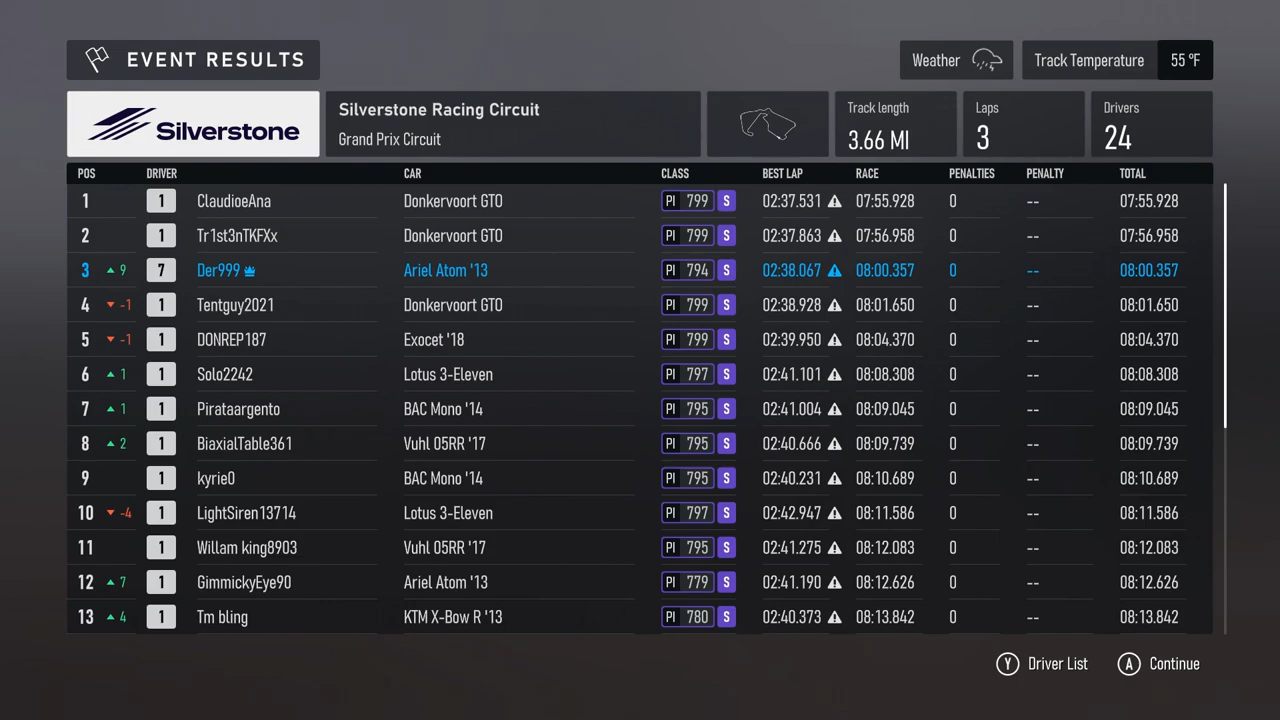 EVENT RESULTS
Weather
Track Temperature 55 °F
Silverstone
Silverstone Racing Circuit
Grand Prix Circuit
Track length
3.66 MI
Laps
3
Drivers
24
POS DRIVER CAR CLASS BEST LAP RACE PENALTIES PENALTY TOTAL
1 1 ClaudioeAna Donkervoort GTO PI 799 S 02:37.531 07:55.928 0 -- 07:55.928
2 1 Tr1st3nTKFXx Donkervoort GTO PI 799 S 02:37.863 07:56.958 0 -- 07:56.958
3 9 7 Der999 Ariel Atom '13 PI 794 S 02:38.067 08:00.357 0 -- 08:00.357
4 -1 1 Tentguy2021 Donkervoort GTO PI 799 S 02:38.928 08:01.650 0 -- 08:01.650
5 -1 1 DONREP187 Exocet '18 PI 799 S 02:39.950 08:04.370 0 -- 08:04.370
6 1 1 Solo2242 Lotus 3-Eleven PI 797 S 02:41.101 08:08.308 0 -- 08:08.308
7 1 1 Pirataargento BAC Mono '14 PI 795 S 02:41.004 08:09.045 0 -- 08:09.045
8 2 1 BiaxialTable361 Vuhl 05RR '17 PI 795 S 02:40.666 08:09.739 0 -- 08:09.739
9 1 kyrie0 BAC Mono '14 PI 795 S 02:40.231 08:10.689 0 -- 08:10.689
10 -4 1 LightSiren13714 Lotus 3-Eleven PI 797 S 02:42.947 08:11.586 0 -- 08:11.586
11 1 Willam king8903 Vuhl 05RR '17 PI 795 S 02:41.275 08:12.083 0 -- 08:12.083
12 7 1 GimmickyEye90 Ariel Atom '13 PI 779 S 02:41.190 08:12.626 0 -- 08:12.626
13 4 1 Tm bling KTM X-Bow R '13 PI 780 S 02:40.373 08:13.842 0 -- 08:13.842
Y Driver List A Continue